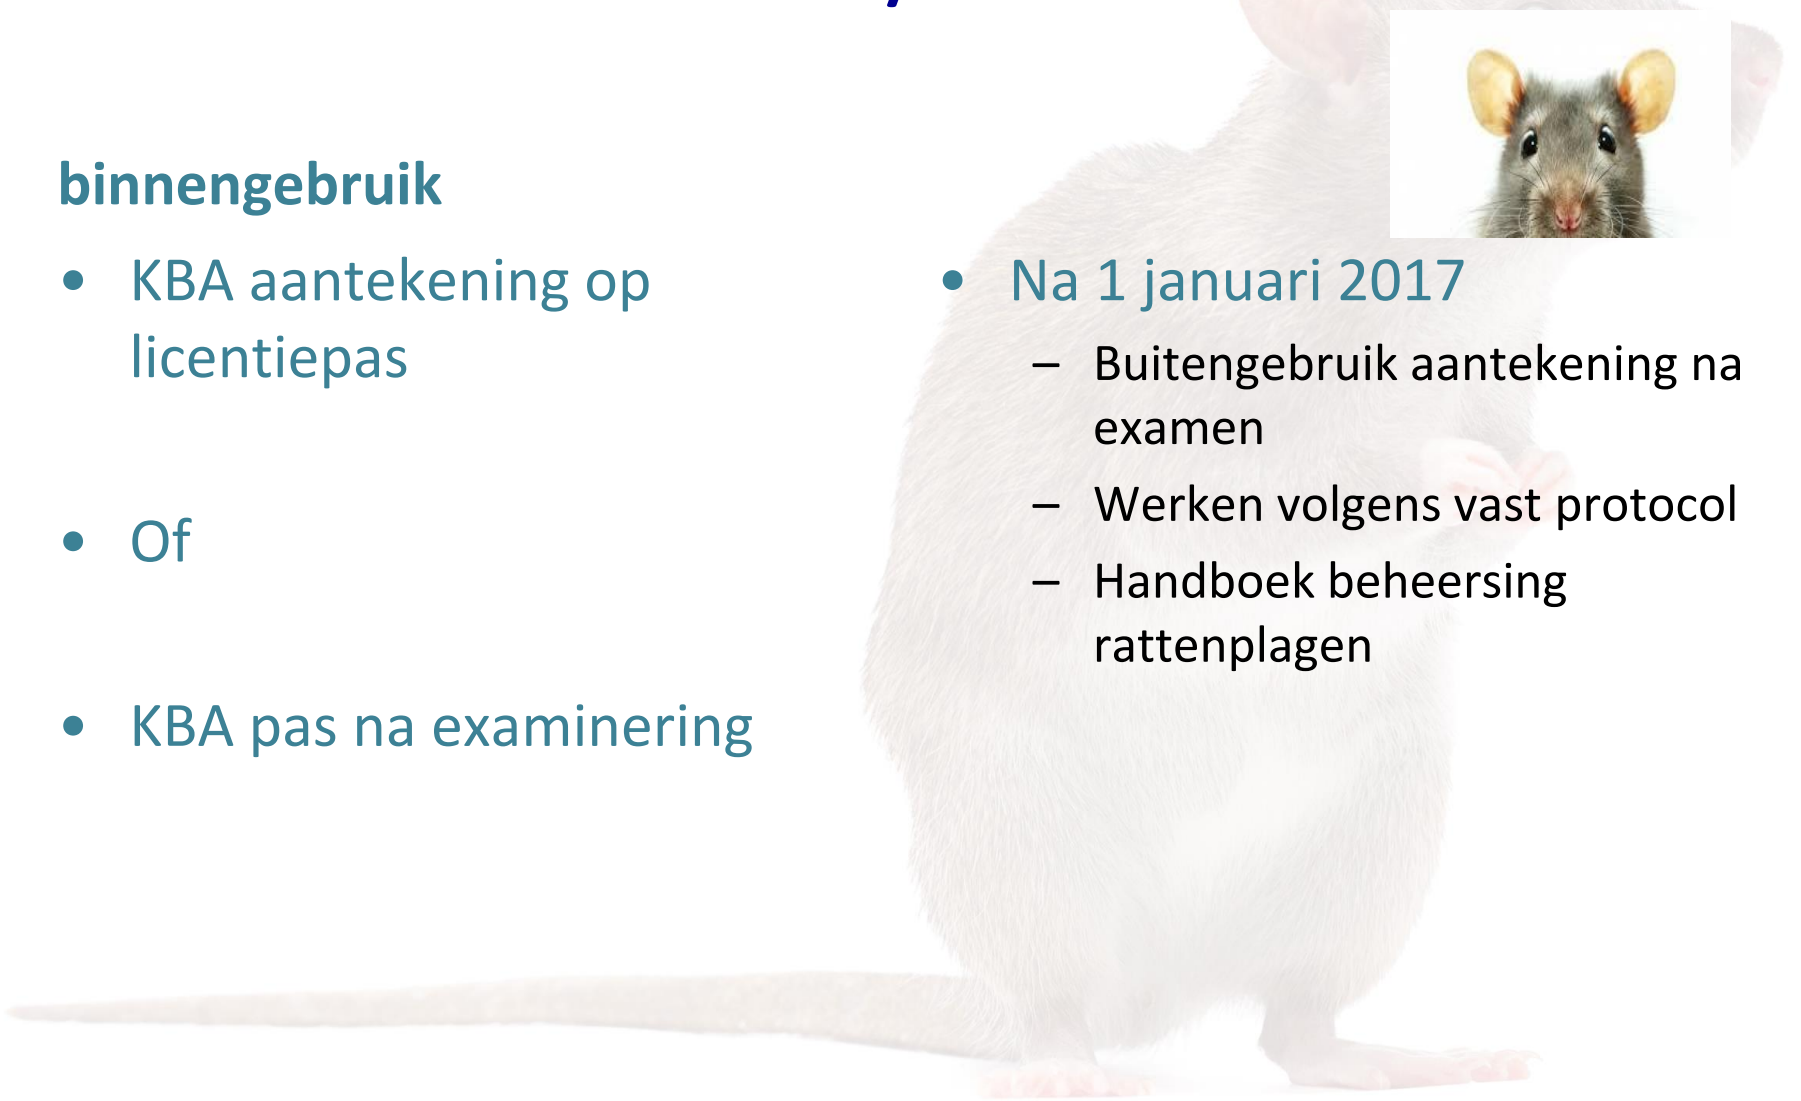 binnengebruik
• KBA aantekening op
licentiepas
• Of
• KBA pas na examinering
• Na 1 januari 2017
– Buitengebruik aantekening na
examen
– Werken volgens vast protocol
– Handboek beheersing
rattenplagen